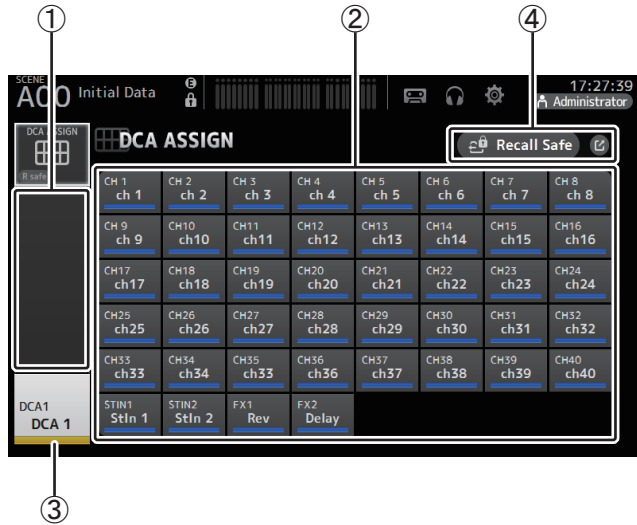 ① ② ④
SCENE
A00 Initial Data E 17:27:39
Administrator
DCA ASSIGN
R safe
DCA ASSIGN Recall Safe
CH 1 CH 2 CH 3 CH 4 CH 5 CH 6 CH 7 CH 8
ch 1 ch 2 ch 3 ch 4 ch 5 ch 6 ch 7 ch 8
CH 9 CH10 CH11 CH12 CH13 CH14 CH15 CH16
ch 9 ch10 ch11 ch12 ch13 ch14 ch15 ch16
CH17 CH18 CH19 CH20 CH21 CH22 CH23 CH24
ch17 ch18 ch19 ch20 ch21 ch22 ch23 ch24
CH25 CH26 CH27 CH28 CH29 CH30 CH31 CH32
ch25 ch26 ch27 ch28 ch29 ch30 ch31 ch32
CH33 CH34 CH35 CH36 CH37 CH38 CH39 CH40
ch33 ch34 ch33 ch36 ch37 ch38 ch39 ch40
STIN1 STIN2 FX1 FX2
StIn 1 StIn 2 Rev Delay
DCA1
DCA 1
③